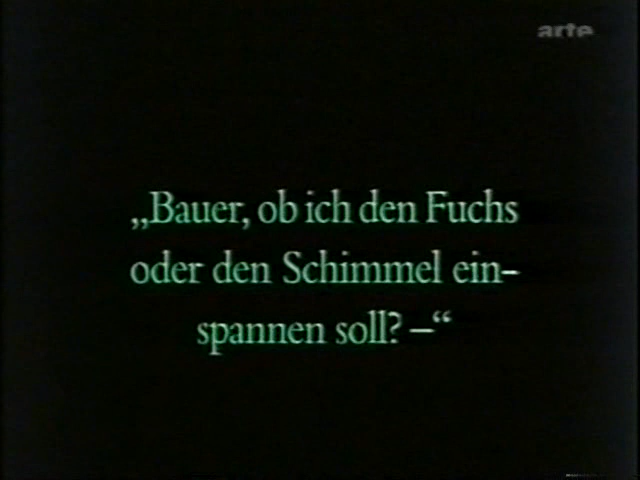 arte
„Bauer, ob ich den Fuchs
oder den Schimmel ein-
spannen soll? –“